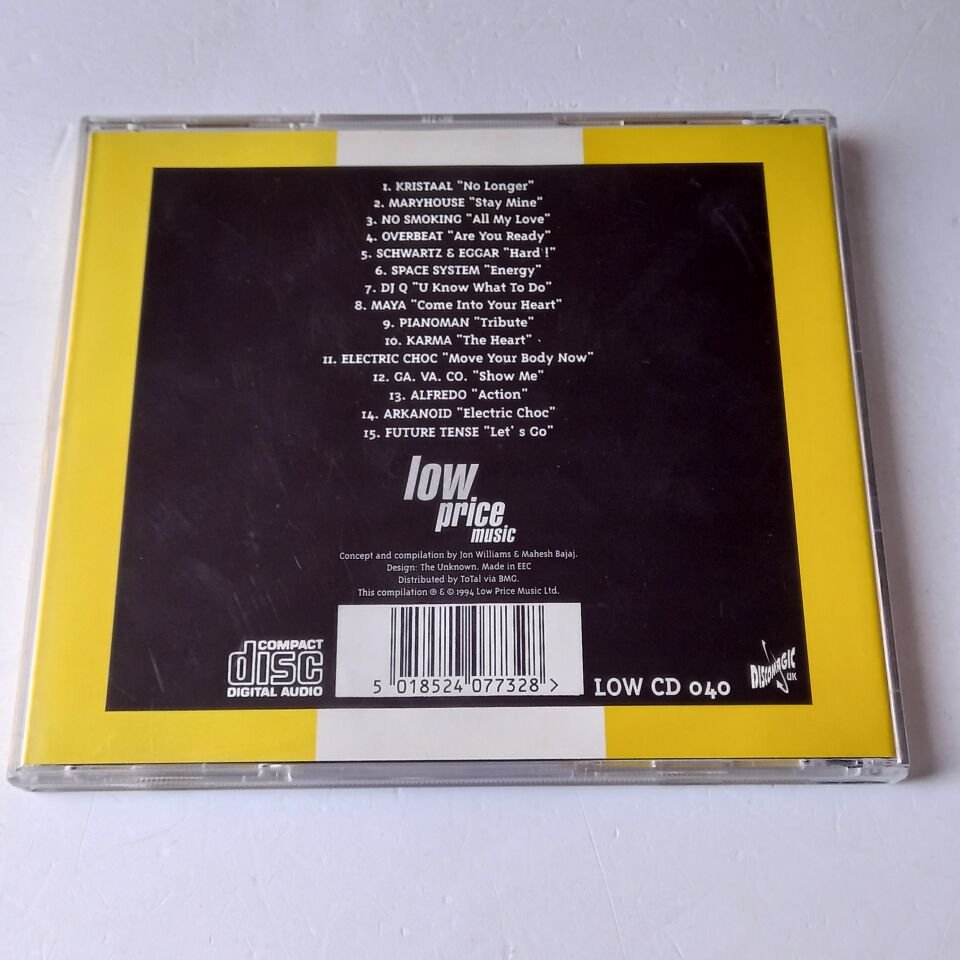 1. KRISTAAL "No Longer"
2. MARYHOUSE "Stay Mine"
3. NO SMOKING "All My Love"
4. OVERBEAT "Are You Ready"
5. SCHWARTZ & EGGAR "Hard !"
6. SPACE SYSTEM "Energy"
7. DJ Q "U Know What To Do"
8. MAYA "Come Into Your Heart"
9. PIANOMAN "Tribute"
10. KARMA "The Heart"
11. ELECTRIC CHOC "Move Your Body Now"
12. GA. VA. CO. "Show Me"
13. ALFREDO "Action"
14. ARKANOID "Electric Choc"
15. FUTURE TENSE "Let' s Go"
low
price
music
Concept and compilation by Jon Williams & Mahesh Bajaj.
Design: The Unknown. Made in EEC
Distributed by ToTal via BMG.
This compilation ℗ & © 1994 Low Price Music Ltd.
COMPACT
disc
DIGITAL AUDIO
5 018524 077328 >
LOW CD 040
DISCOMAGIC
UK